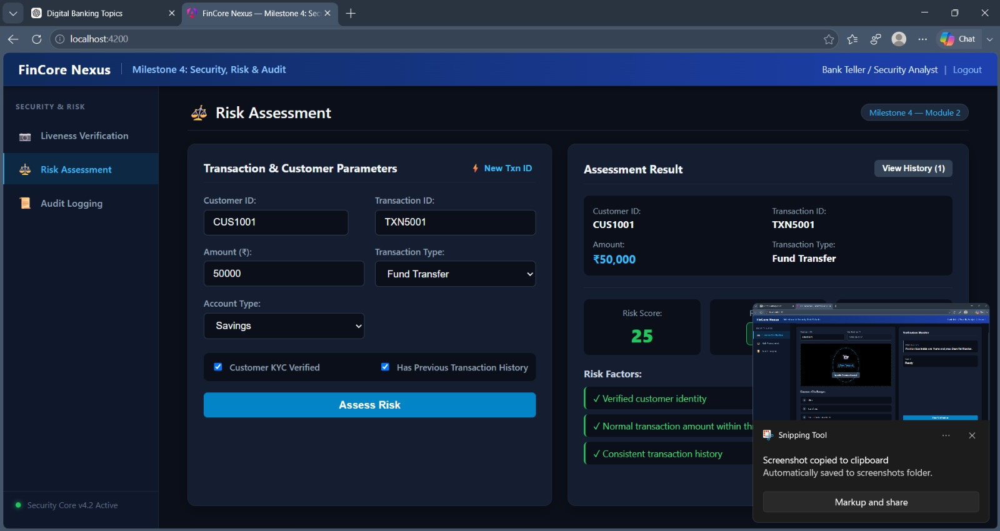 Digital Banking Topics
FinCore Nexus — Milestone 4: Sec
localhost:4200
Chat
FinCore Nexus
Milestone 4: Security, Risk & Audit
Bank Teller / Security Analyst | Logout
SECURITY & RISK
Liveness Verification
Risk Assessment
Audit Logging
Security Core v4.2 Active
Risk Assessment
Milestone 4 — Module 2
Transaction & Customer Parameters
New Txn ID
Customer ID:
Transaction ID:
CUS1001
TXN5001
Amount (₹):
Transaction Type:
50000
Fund Transfer
Account Type:
Savings
Customer KYC Verified
Has Previous Transaction History
Assess Risk
Assessment Result
View History (1)
Customer ID:
Transaction ID:
CUS1001
TXN5001
Amount:
Transaction Type:
₹50,000
Fund Transfer
Risk Score:
25
Risk Factors:
✓ Verified customer identity
✓ Normal transaction amount within
✓ Consistent transaction history
FinCore Nexus
Verification Monitor
Ready
Snipping Tool
Screenshot copied to clipboard
Automatically saved to screenshots folder.
Markup and share